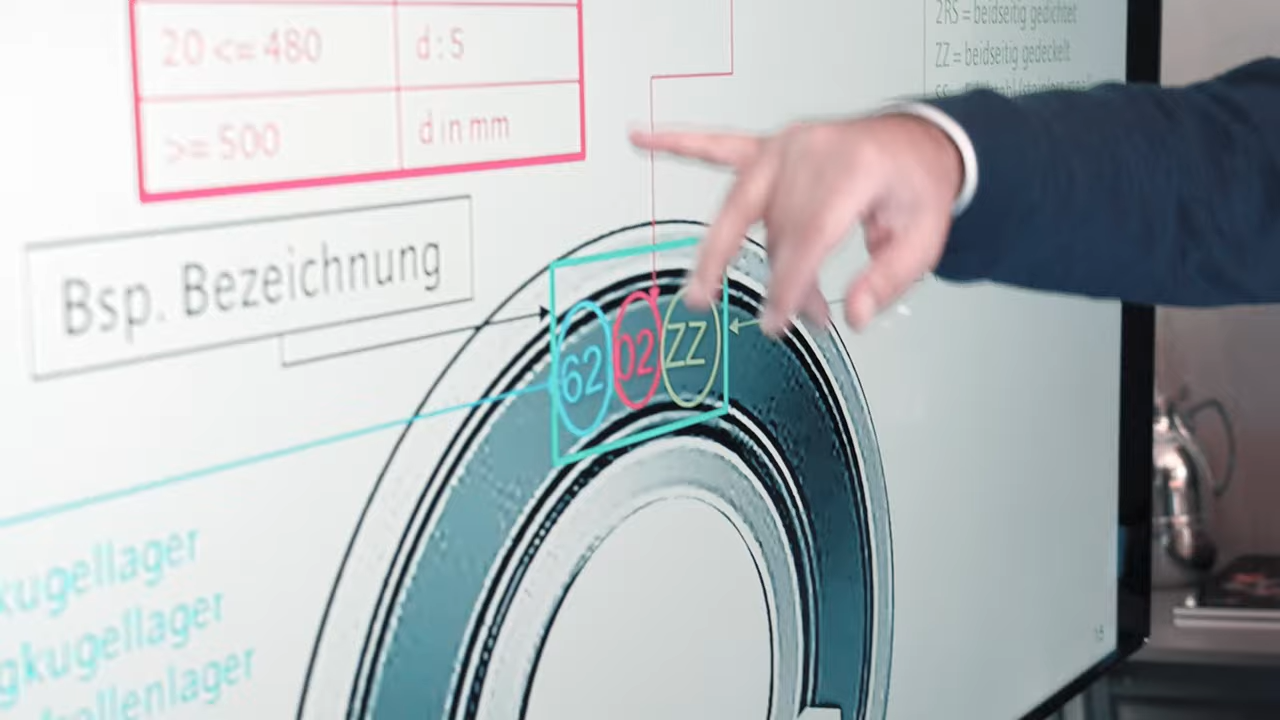 20 <= 480
d : 5
>= 500
d in mm
2RS = beidseitig gedichtet
ZZ = beidseitig gedeckelt
Bsp. Bezeichnung
62
02
ZZ
kugellager
gkugellager
ollenlager